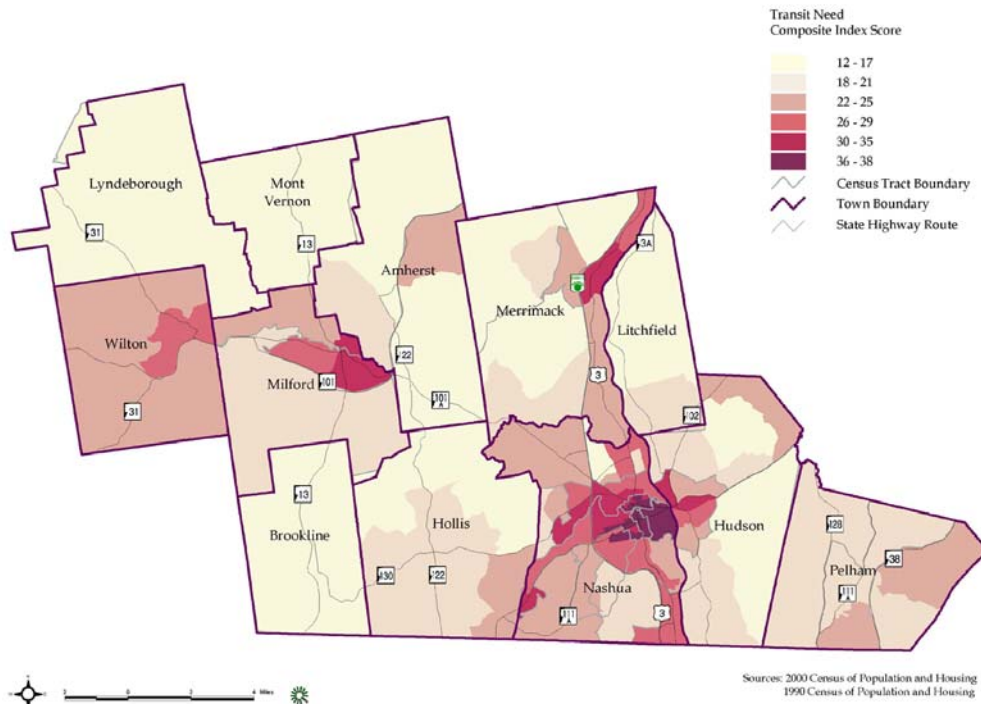 Transit Need
Composite Index Score
12 - 17
18 - 21
22 - 25
26 - 29
30 - 35
36 - 38
Census Tract Boundary
Town Boundary
State Highway Route
Lyndeborough
Mont
Vernon
31
13
3A
Amherst
Merrimack
Litchfield
Wilton
122
Milford
101
3
101
A
31
102
13
Hollis
Hudson
Brookline
128
38
130
122
Nashua
Pelham
111
A
111
A
3
4 Miles
Sources: 2000 Census of Population and Housing
1990 Census of Population and Housing